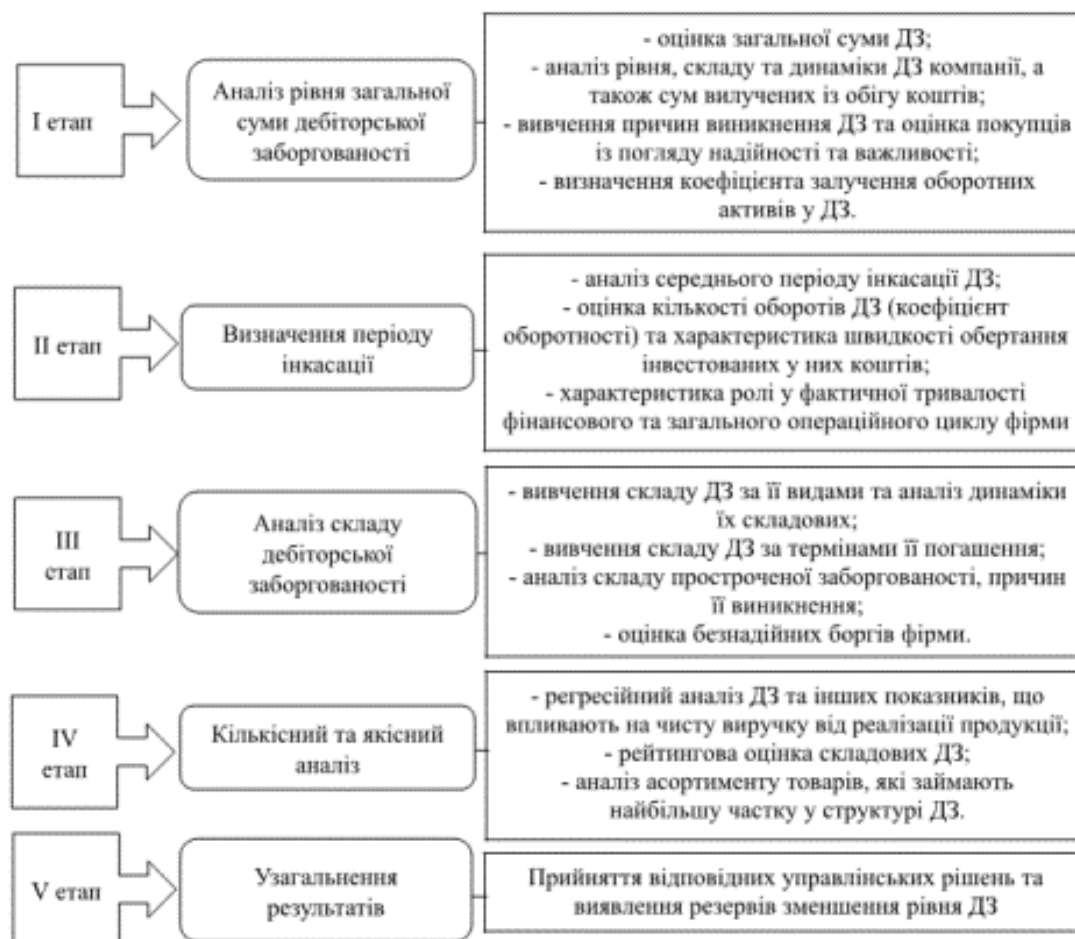 I етап
Аналіз рівня загальної
суми дебіторської
заборгованості
- оцінка загальної суми ДЗ;
- аналіз рівня, складу та динаміки ДЗ компанії, а
також сум вилучених із обігу коштів;
- вивчення причин виникнення ДЗ та оцінка покупців
із погляду надійності та важливості;
- визначення коефіцієнта залучення оборотних
активів у ДЗ.
II етап
Визначення періоду
інкасації
- аналіз середнього періоду інкасації ДЗ;
- оцінка кількості оборотів ДЗ (коефіцієнт
оборотності) та характеристика швидкості обертання
інвестованих у них коштів;
- характеристика ролі у фактичної тривалості
фінансового та загального операційного циклу фірми
III
етап
Аналіз складу
дебіторської
заборгованості
- вивчення складу ДЗ за її видами та аналіз динаміки
їх складових;
- вивчення складу ДЗ за термінами її погашення;
- аналіз складу простроченої заборгованості, причин
її виникнення;
- оцінка безнадійних боргів фірми.
IV
етап
Кількісний та якісний
аналіз
- регресійний аналіз ДЗ та інших показників, що
впливають на чисту виручку від реалізації продукції;
- рейтингова оцінка складових ДЗ;
- аналіз асортименту товарів, які займають
найбільшу частку у структурі ДЗ.
V етап
Узагальнення
результатів
Прийняття відповідних управлінських рішень та
виявлення резервів зменшення рівня ДЗ